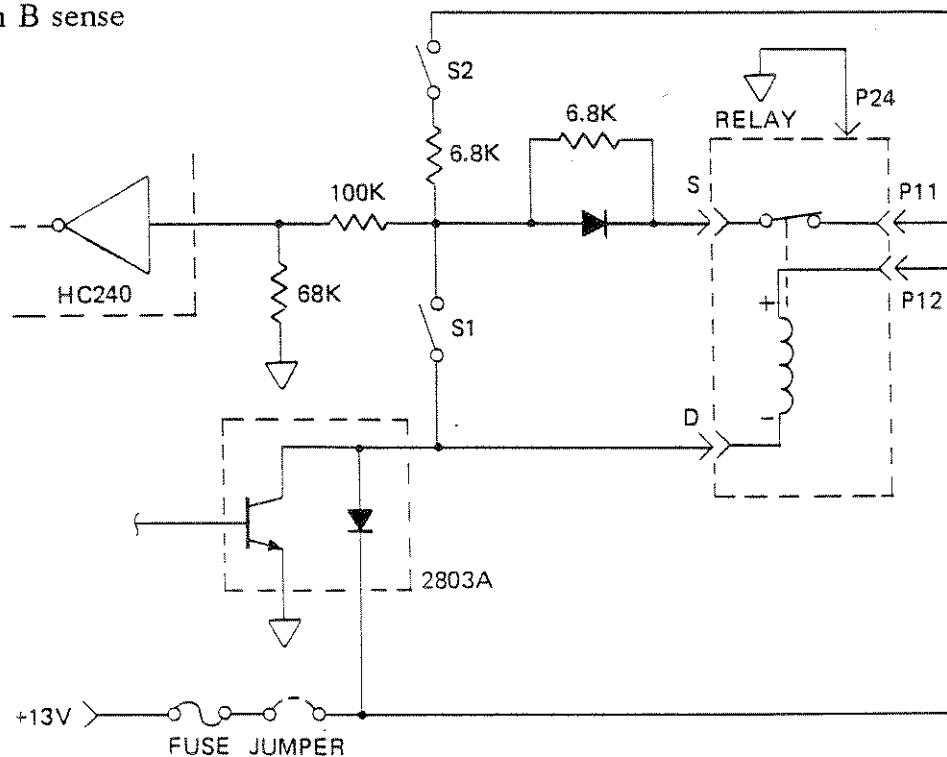 B sense
S2
P24
RELAY
6.8K
6.8K
S
P11
100K
HC240
68K
S1
+
P12
-
D
2803A
+13V
FUSE JUMPER